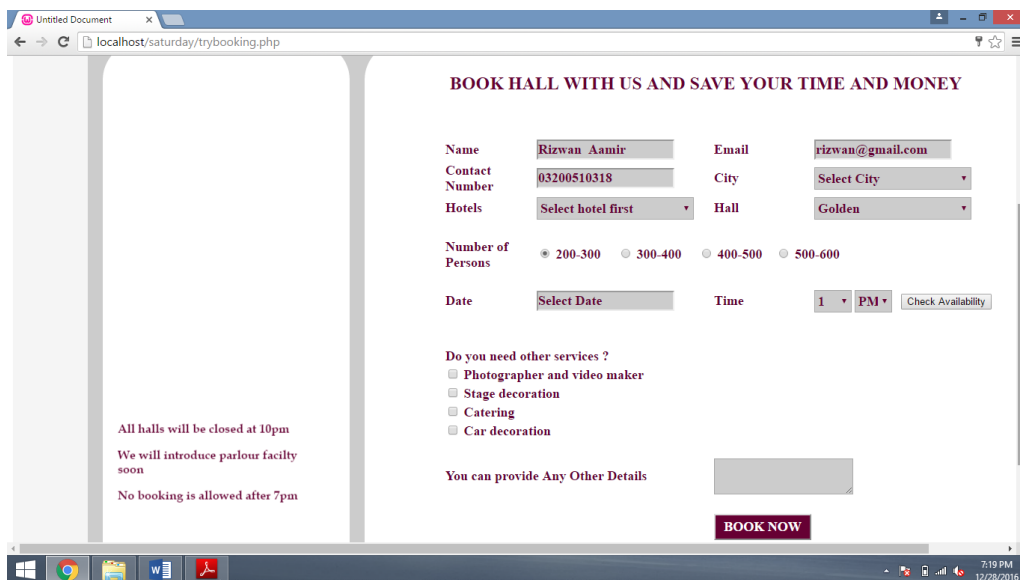 Untitled Document
localhost/saturday/trybooking.php
BOOK HALL WITH US AND SAVE YOUR TIME AND MONEY
Name Rizwan Aamir Email rizwan@gmail.com
Contact
Number 03200510318 City Select City
Hotels Select hotel first Hall Golden
Number of
Persons 200-300 300-400 400-500 500-600
Date Select Date Time 1 PM Check Availability
Do you need other services ?
Photographer and video maker
Stage decoration
Catering
Car decoration
All halls will be closed at 10pm
We will introduce parlour facilty
soon
No booking is allowed after 7pm
You can provide Any Other Details
BOOK NOW
7:19 PM
12/28/2016